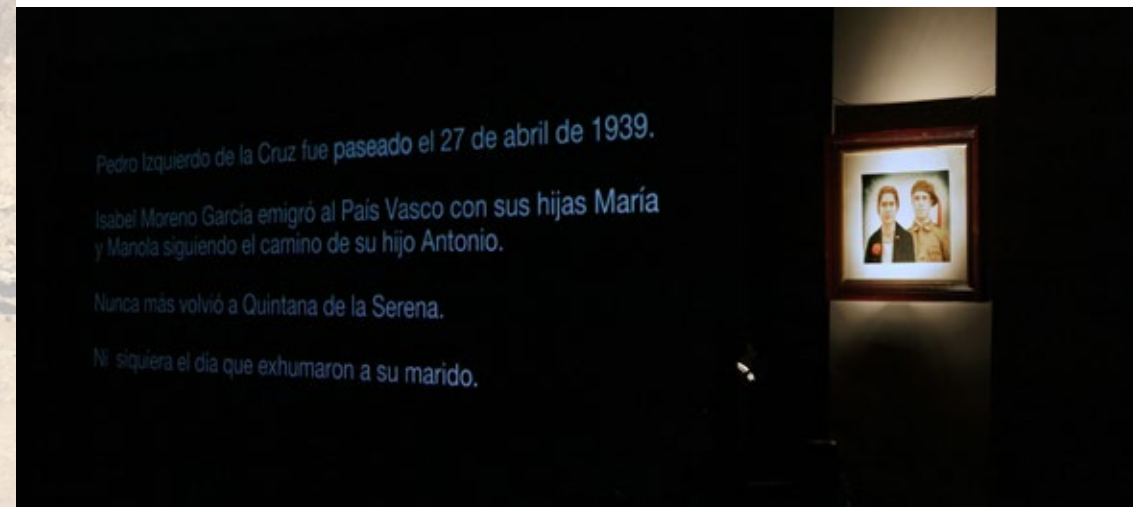 Pedro Izquierdo de la Cruz fue paseado el 27 de abril de 1939.
Isabel Moreno García emigró al País Vasco con sus hijas María
y Manola siguiendo el camino de su hijo Antonio.
Nunca más volvió a Quintana de la Serena.
Ni siquiera el día que exhumaron a su marido.